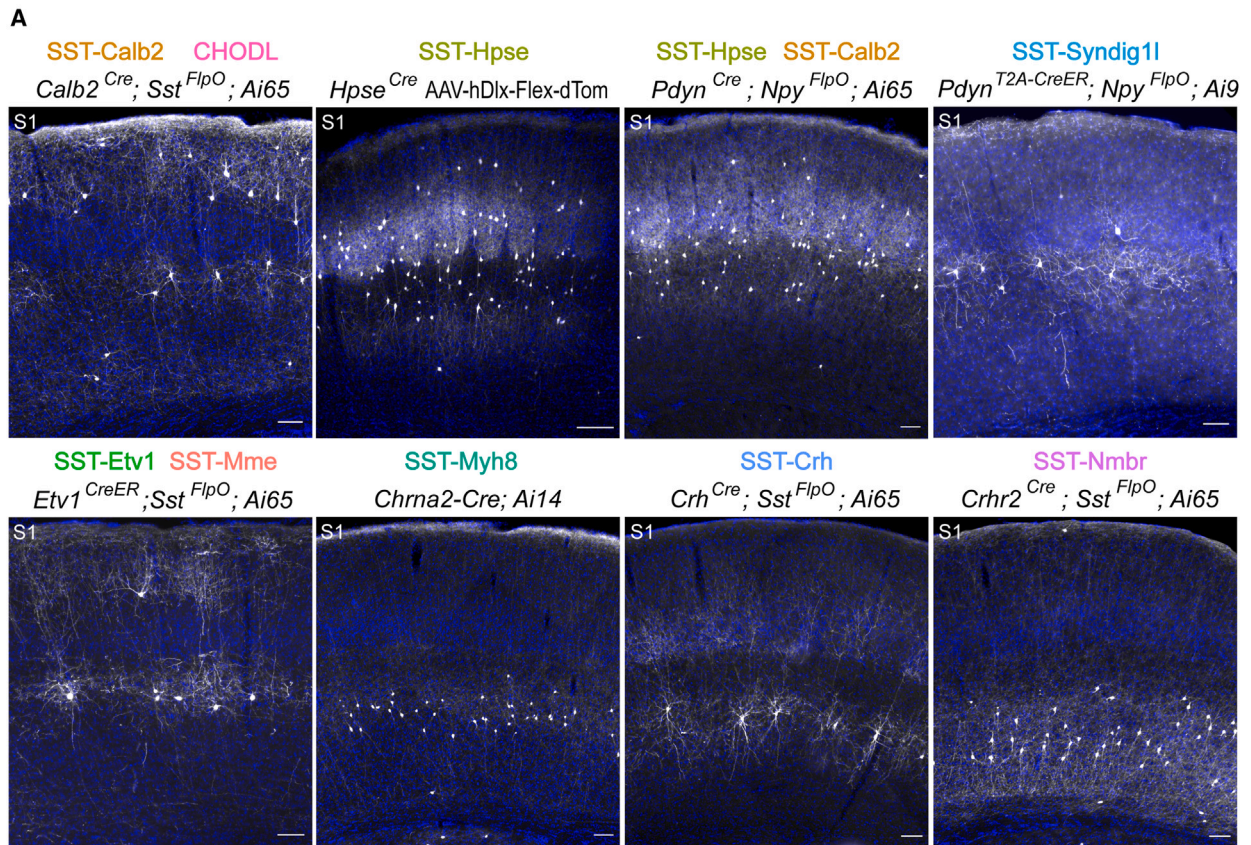 A
SST-Calb2 CHODL
Calb2 Cre; Sst FlpO; Ai65
S1
SST-Hpse
Hpse Cre AAV-hDlx-Flex-dTom
S1
SST-Hpse SST-Calb2
Pdyn Cre; Npy FlpO; Ai65
S1
SST-Syndig1l
Pdyn T2A-CreER; Npy FlpO; Ai9
S1
SST-Etv1 SST-Mme
Etv1 CreER;Sst FlpO; Ai65
S1
SST-Myh8
Chrna2-Cre; Ai14
S1
SST-Crh
Crh Cre; Sst FlpO; Ai65
S1
SST-Nmbr
Crhr2 Cre; Sst FlpO; Ai65
S1